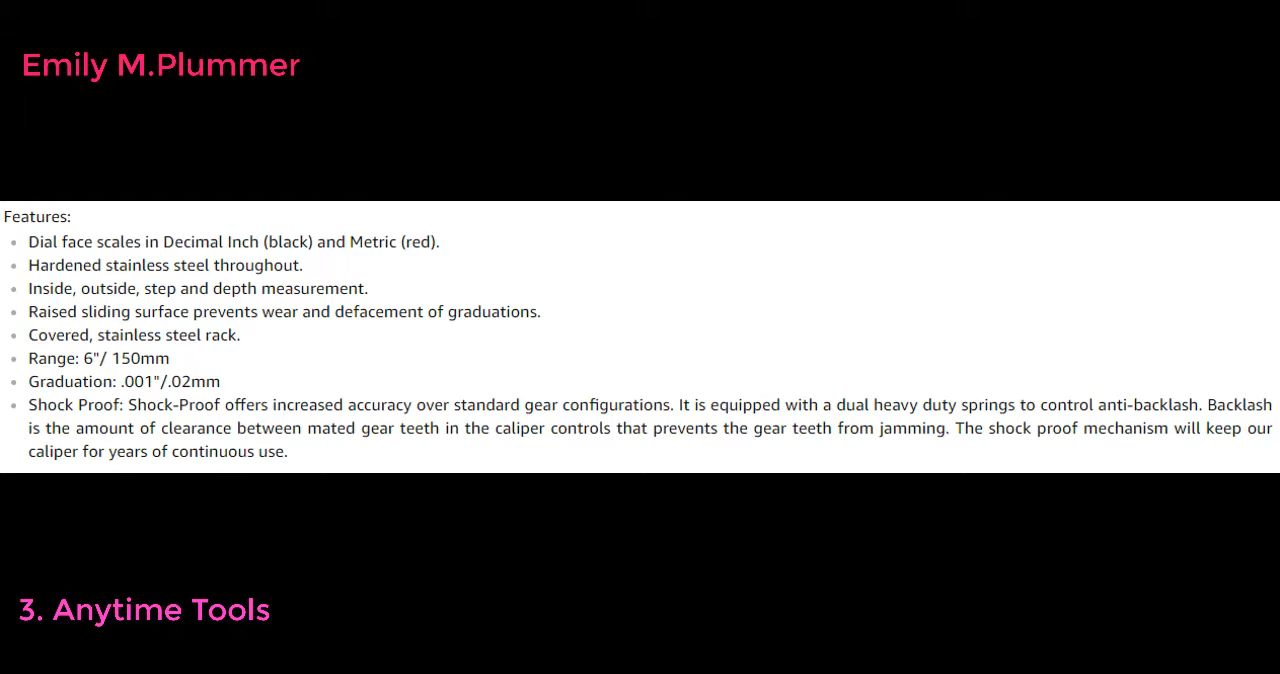 Emily M.Plummer
Features:
Dial face scales in Decimal Inch (black) and Metric (red).
Hardened stainless steel throughout.
Inside, outside, step and depth measurement.
Raised sliding surface prevents wear and defacement of graduations.
Covered, stainless steel rack.
Range: 6"/ 150mm
Graduation: .001"/.02mm
Shock Proof: Shock-Proof offers increased accuracy over standard gear configurations. It is equipped with a dual heavy duty springs to control anti-backlash. Backlash
is the amount of clearance between mated gear teeth in the caliper controls that prevents the gear teeth from jamming. The shock proof mechanism will keep our
caliper for years of continuous use.
3. Anytime Tools